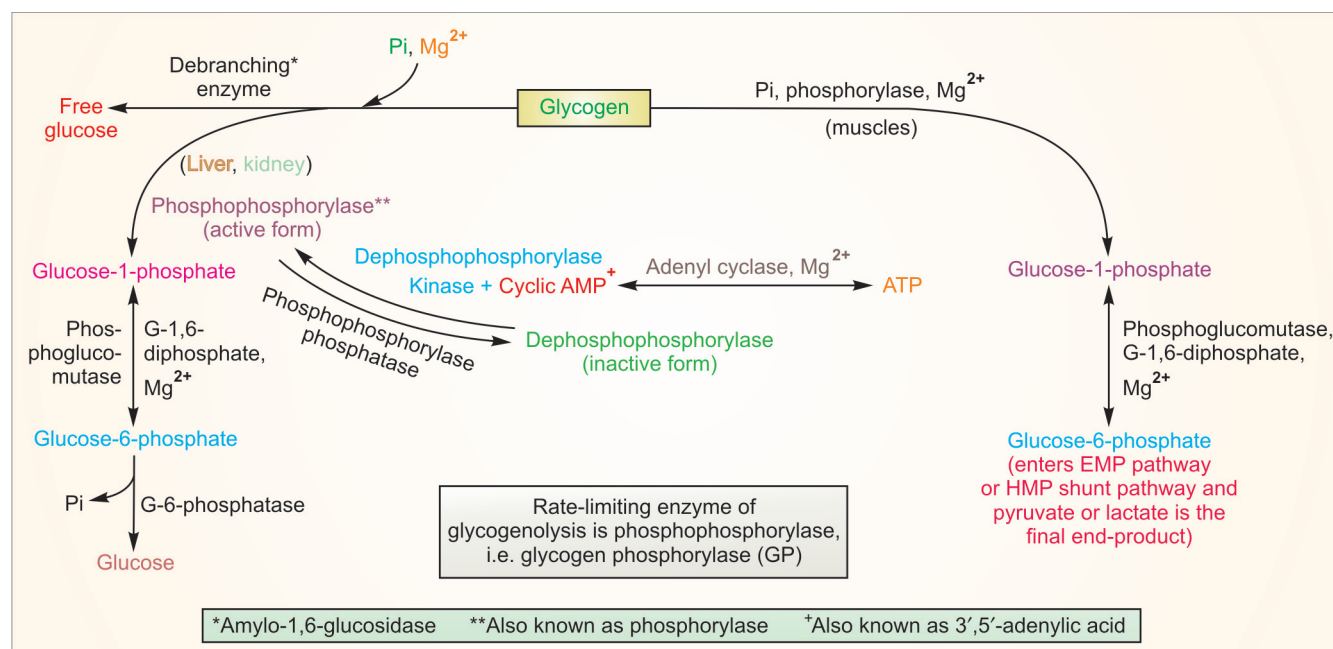 Pi, Mg2+
Debranching*
enzyme
Free
glucose
Glycogen
Pi, phosphorylase, Mg2+
(muscles)
(Liver, kidney)
Phosphophosphorylase**
(active form)
Dephosphophosphorylase
Kinase + Cyclic AMP+
Adenyl cyclase, Mg2+
ATP
Phosphophosphorylase
phosphatase
Dephosphophosphorylase
(inactive form)
Glucose-1-phosphate
Phos-
phogluco-
mutase
G-1,6-
diphosphate,
Mg2+
Glucose-6-phosphate
Pi
G-6-phosphatase
Glucose
Glucose-1-phosphate
Phosphoglucomutase,
G-1,6-diphosphate,
Mg2+
Glucose-6-phosphate
(enters EMP pathway
or HMP shunt pathway and
pyruvate or lactate is the
final end-product)
Rate-limiting enzyme of
glycogenolysis is phosphophosphorylase,
i.e. glycogen phosphorylase (GP)
*Amylo-1,6-glucosidase **Also known as phosphorylase +Also known as 3′,5′-adenylic acid